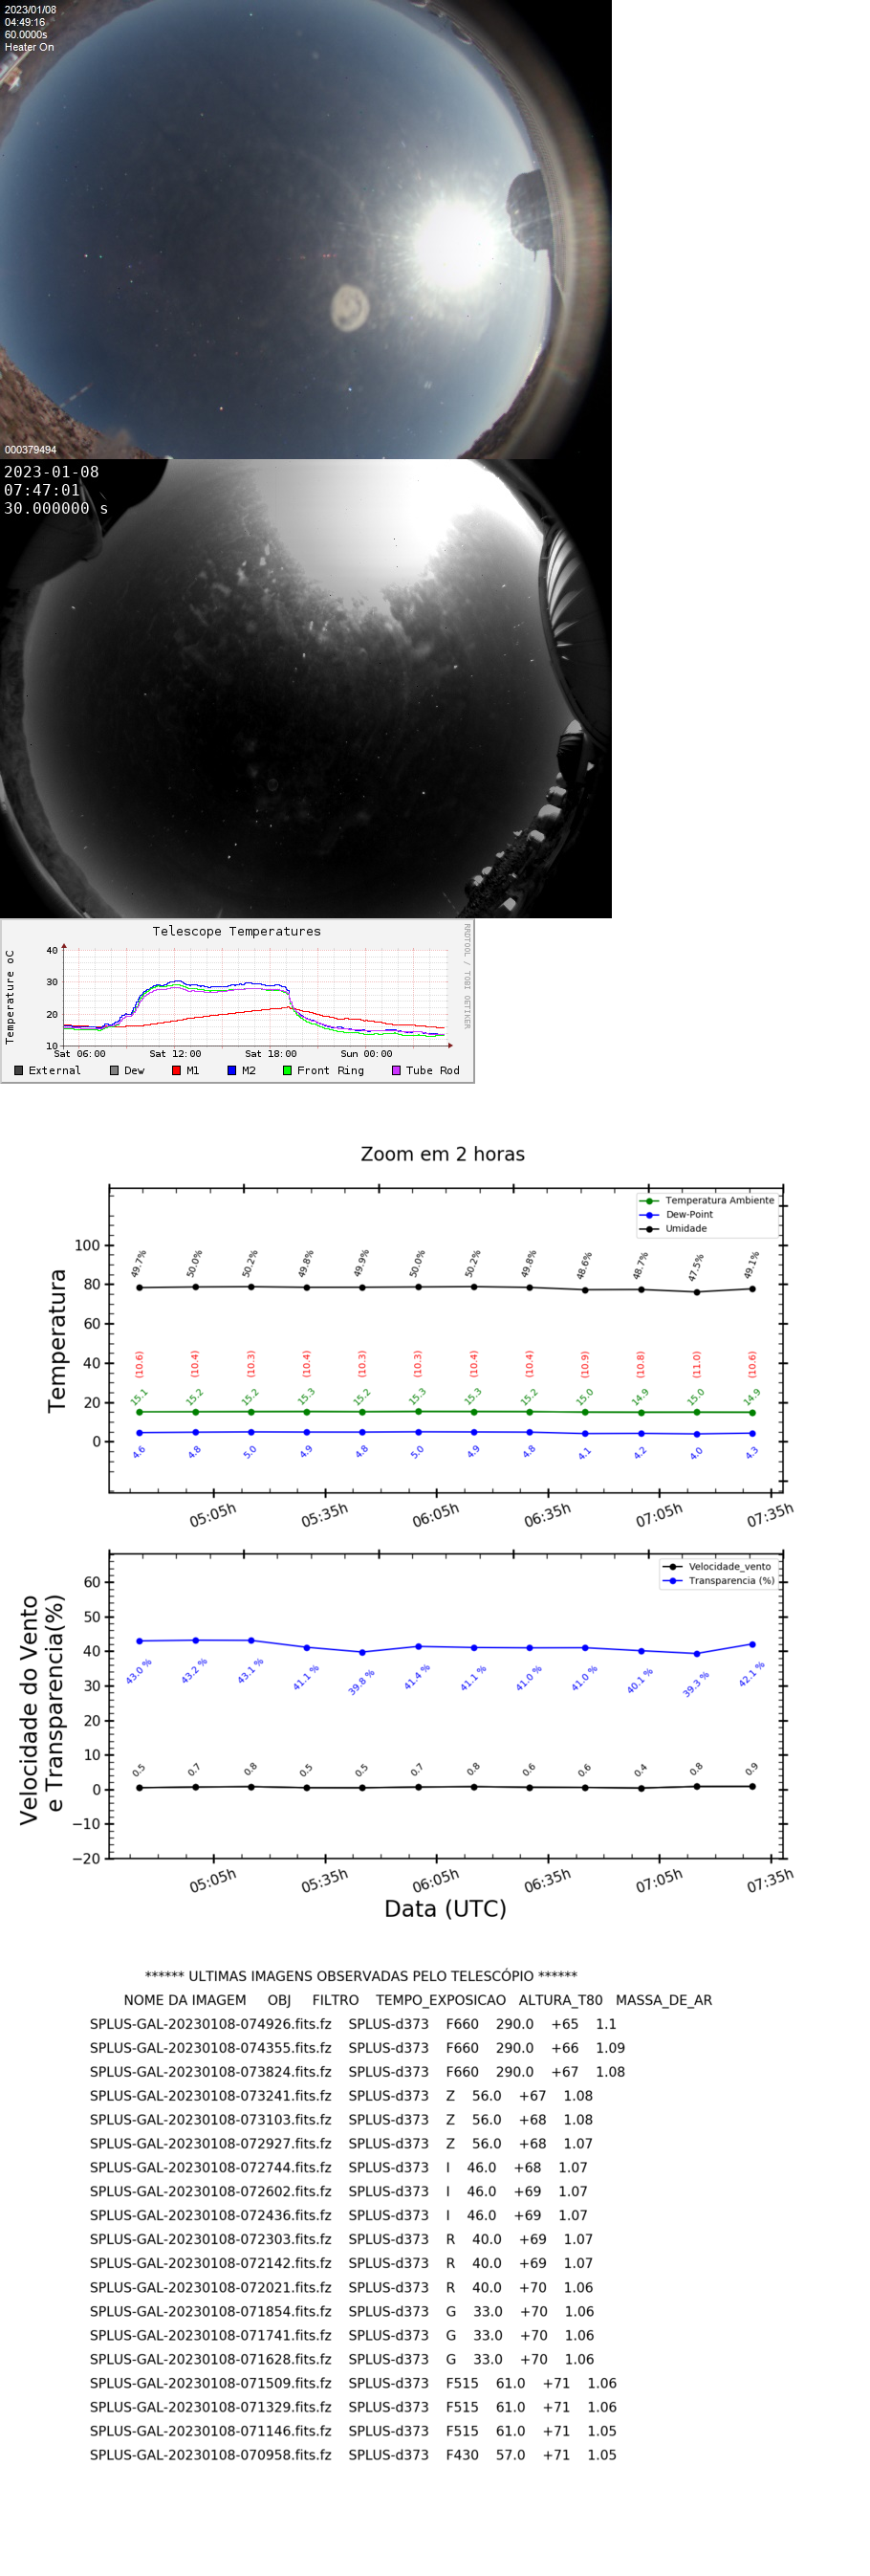 2023/01/08
04:49:16
60.0000s
Heater On
000379494
2023-01-08
07:47:01
30.000000 s
Telescope Temperatures
RRDTOOL / TOBI OETIKER
Temperature oC
40
30
20
10
Sat 06:00 Sat 12:00 Sat 18:00 Sun 00:00
External Dew M1 M2 Front Ring Tube Rod
Zoom em 2 horas
Temperatura Ambiente
Dew-Point
Umidade
Temperatura
100
80
60
40
20
0
49.7% 50.0% 50.2% 49.8% 49.9% 50.0% 50.2% 49.8% 48.6% 48.7% 47.5% 49.1%
(10.6) (10.4) (10.3) (10.4) (10.3) (10.3) (10.4) (10.4) (10.9) (10.8) (11.0) (10.6)
15.1 15.2 15.2 15.3 15.2 15.3 15.3 15.2 15.0 14.9 15.0 14.9
4.6 4.8 5.0 4.9 4.8 5.0 4.9 4.8 4.1 4.2 4.0 4.3
05:05h 05:35h 06:05h 06:35h 07:05h 07:35h
Velocidade_vento
Transparencia (%)
Velocidade do Vento
e Transparencia(%)
60
50
40
30
20
10
0
−10
−20
43.0 % 43.2 % 43.1 % 41.1 % 39.8 % 41.4 % 41.1 % 41.0 % 41.0 % 40.1 % 39.3 % 42.1 %
0.5 0.7 0.8 0.5 0.5 0.7 0.8 0.6 0.6 0.4 0.8 0.9
05:05h 05:35h 06:05h 06:35h 07:05h 07:35h
Data (UTC)
****** ULTIMAS IMAGENS OBSERVADAS PELO TELESCÓPIO ******
NOME DA IMAGEM OBJ FILTRO TEMPO_EXPOSICAO ALTURA_T80 MASSA_DE_AR
SPLUS-GAL-20230108-074926.fits.fz SPLUS-d373 F660 290.0 +65 1.1
SPLUS-GAL-20230108-074355.fits.fz SPLUS-d373 F660 290.0 +66 1.09
SPLUS-GAL-20230108-073824.fits.fz SPLUS-d373 F660 290.0 +67 1.08
SPLUS-GAL-20230108-073241.fits.fz SPLUS-d373 Z 56.0 +67 1.08
SPLUS-GAL-20230108-073103.fits.fz SPLUS-d373 Z 56.0 +68 1.08
SPLUS-GAL-20230108-072927.fits.fz SPLUS-d373 Z 56.0 +68 1.07
SPLUS-GAL-20230108-072744.fits.fz SPLUS-d373 I 46.0 +68 1.07
SPLUS-GAL-20230108-072602.fits.fz SPLUS-d373 I 46.0 +69 1.07
SPLUS-GAL-20230108-072436.fits.fz SPLUS-d373 I 46.0 +69 1.07
SPLUS-GAL-20230108-072303.fits.fz SPLUS-d373 R 40.0 +69 1.07
SPLUS-GAL-20230108-072142.fits.fz SPLUS-d373 R 40.0 +69 1.07
SPLUS-GAL-20230108-072021.fits.fz SPLUS-d373 R 40.0 +70 1.06
SPLUS-GAL-20230108-071854.fits.fz SPLUS-d373 G 33.0 +70 1.06
SPLUS-GAL-20230108-071741.fits.fz SPLUS-d373 G 33.0 +70 1.06
SPLUS-GAL-20230108-071628.fits.fz SPLUS-d373 G 33.0 +70 1.06
SPLUS-GAL-20230108-071509.fits.fz SPLUS-d373 F515 61.0 +71 1.06
SPLUS-GAL-20230108-071329.fits.fz SPLUS-d373 F515 61.0 +71 1.06
SPLUS-GAL-20230108-071146.fits.fz SPLUS-d373 F515 61.0 +71 1.05
SPLUS-GAL-20230108-070958.fits.fz SPLUS-d373 F430 57.0 +71 1.05